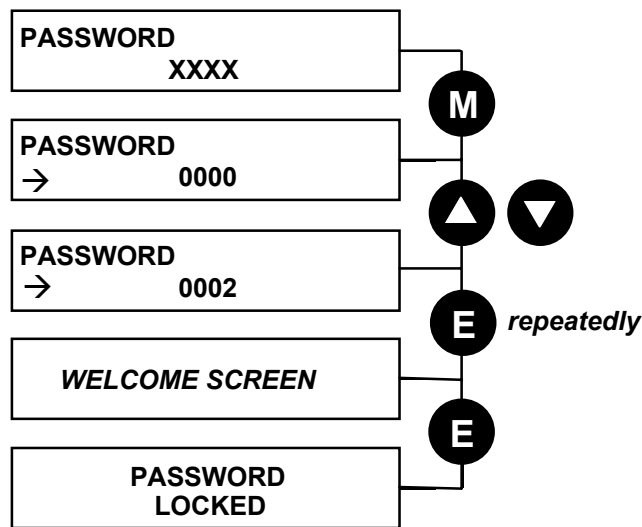 PASSWORD
XXXX
M
PASSWORD
→ 0000
PASSWORD
→ 0002
E repeatedly
WELCOME SCREEN
E
PASSWORD
LOCKED